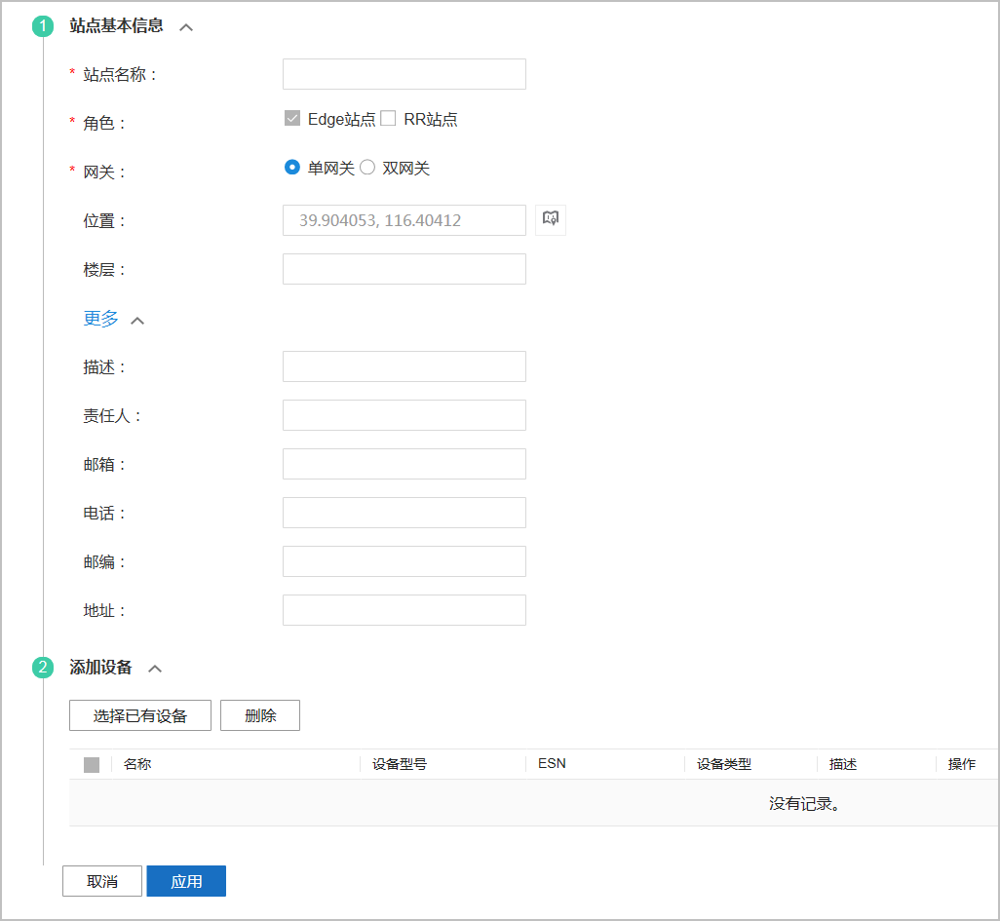 1 站点基本信息
* 站点名称：
* 角色： Edge站点 RR站点
* 网关： 单网关 双网关
位置： 39.904053, 116.40412
楼层：
更多
描述：
责任人：
邮箱：
电话：
邮编：
地址：
2 添加设备
选择已有设备 删除
名称 设备型号 ESN 设备类型 描述 操作
没有记录。
取消 应用